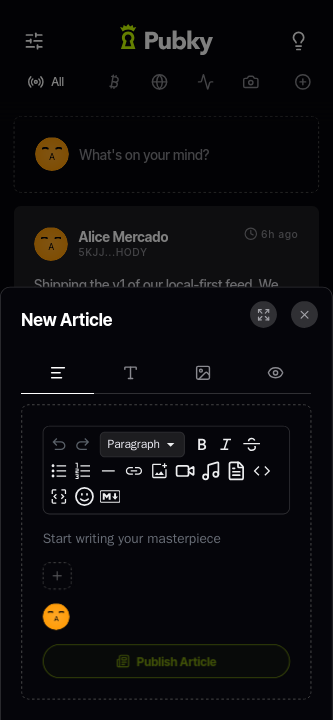 Pubky
All
What's on your mind?
Alice Mercado
6h ago
5KJJ...HODY
Shipping the v1 of our local-first feed. We
New Article
Paragraph
B I S
M↓
Start writing your masterpiece
Publish Article